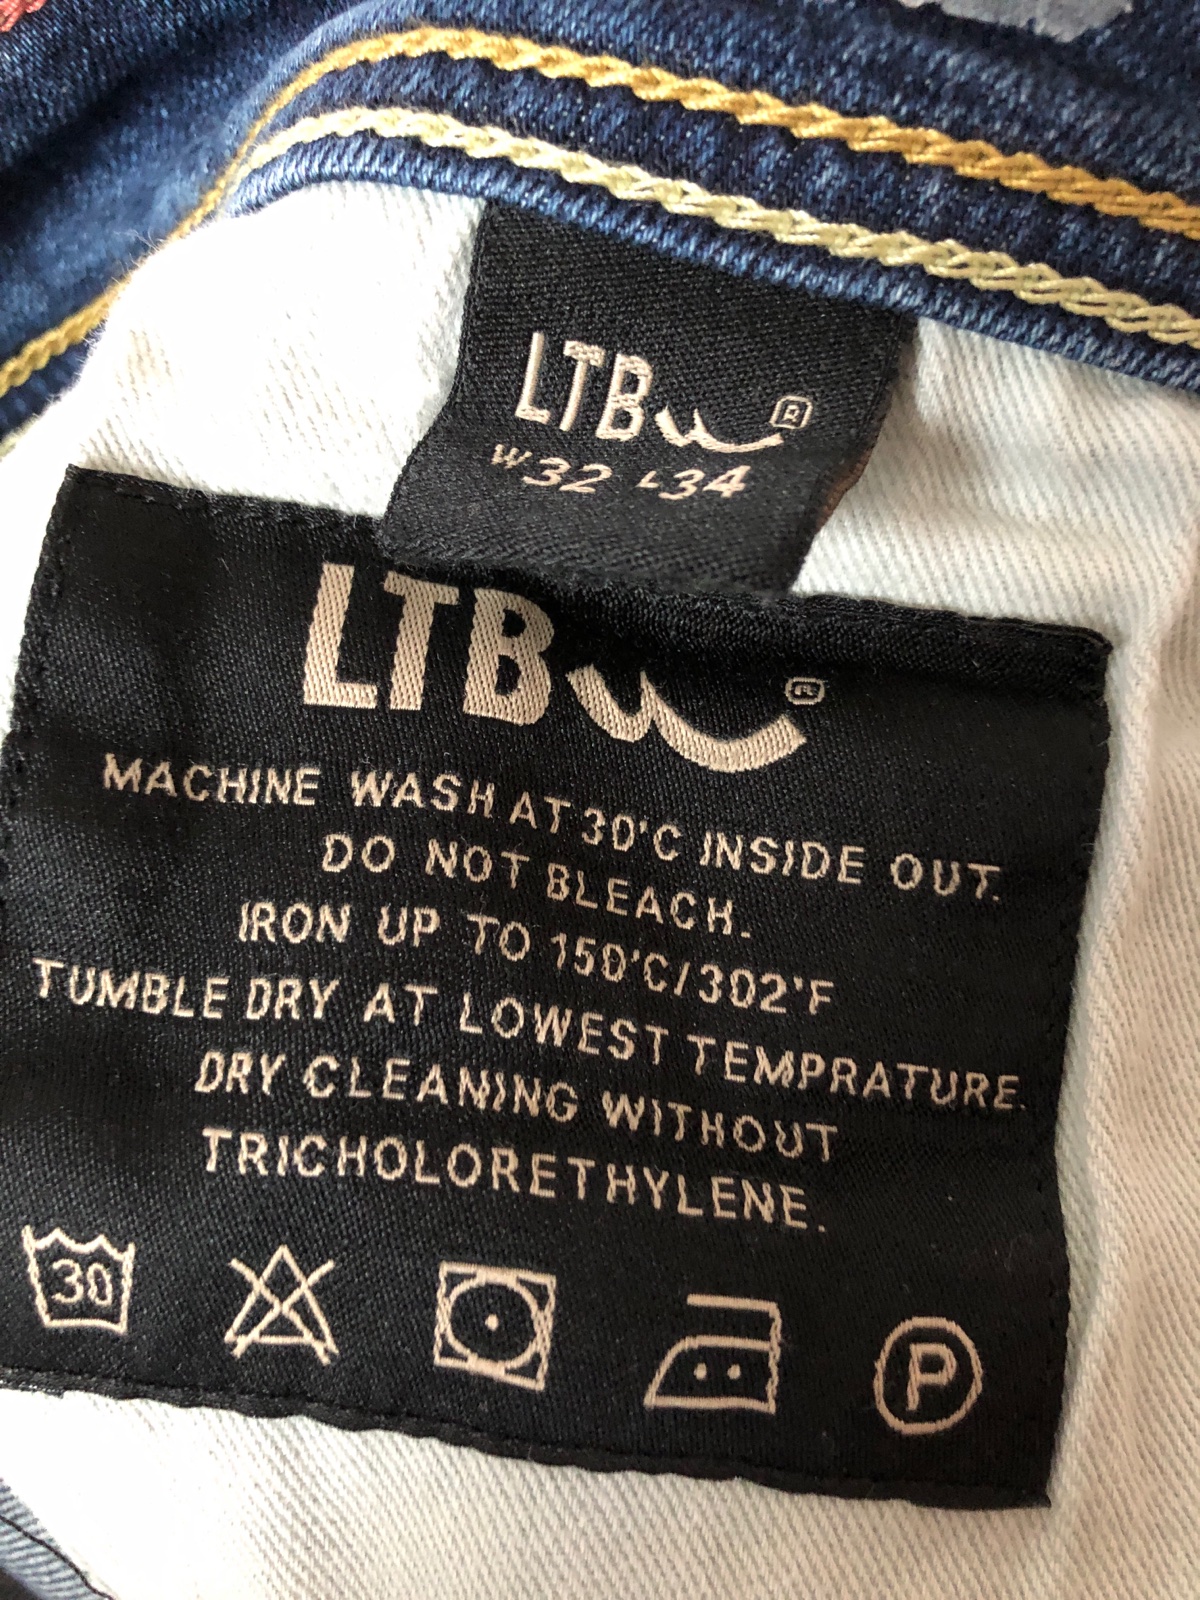 LTB ®
W32 L34
LTB ®
MACHINE WASH AT 30°C INSIDE OUT.
DO NOT BLEACH.
IRON UP TO 150°C/302°F
TUMBLE DRY AT LOWEST TEMPRATURE.
DRY CLEANING WITHOUT
TRICHOLORETHYLENE.
30 P